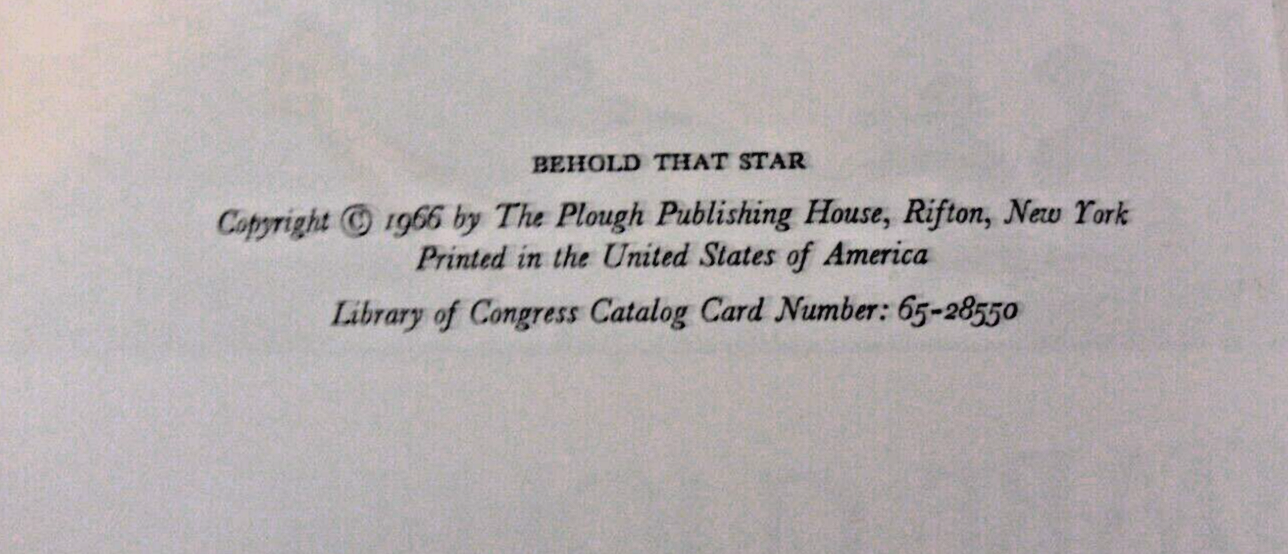 BEHOLD THAT STAR
Copyright © 1966 by The Plough Publishing House, Rifton, New York
Printed in the United States of America
Library of Congress Catalog Card Number: 65-28550